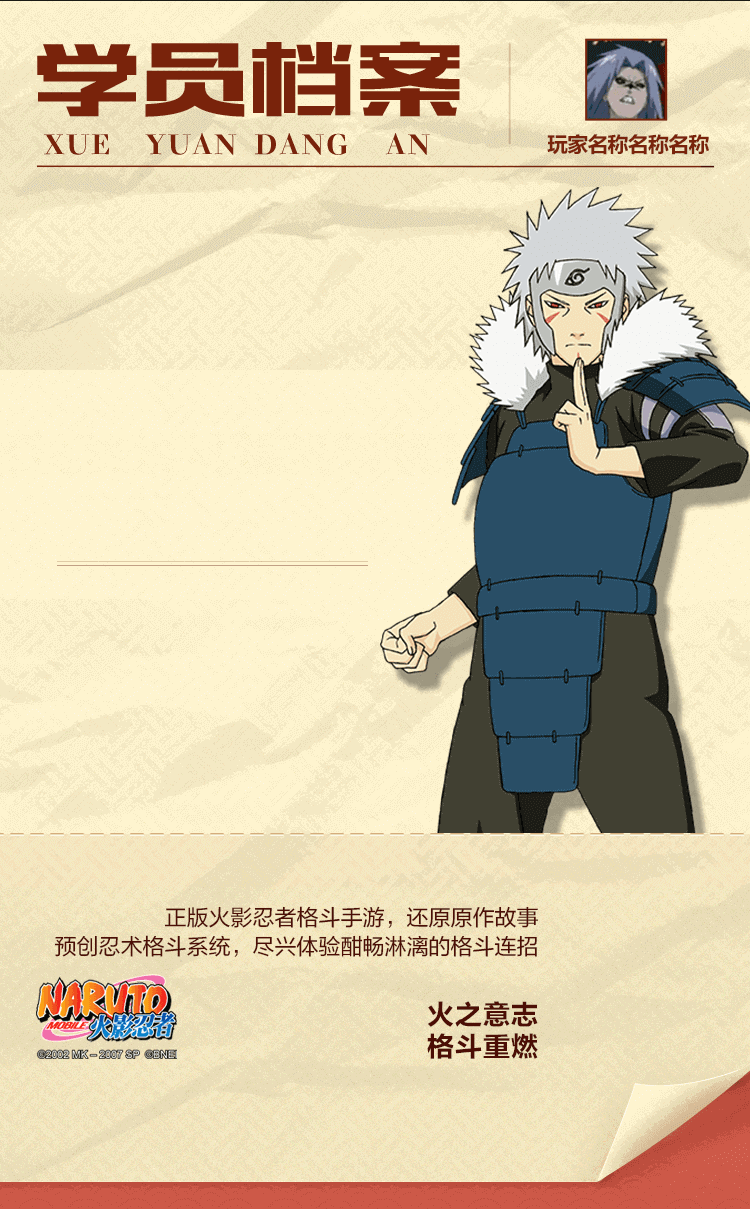 学员档案
XUE YUAN DANG AN
玩家名称名称名称
正版火影忍者格斗手游，还原原作故事
预创忍术格斗系统，尽兴体验酣畅淋漓的格斗连招
NARUTO
MOBILE 火影忍者
©2002 MK – 2007 SP ©BNEI
火之意志
格斗重燃